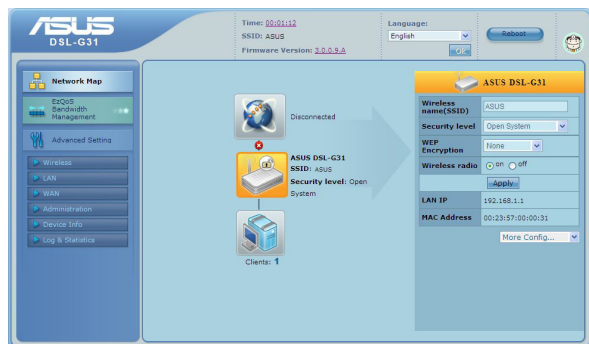 ASUS
DSL-G31
Time: 00:01:12
SSID: ASUS
Firmware Version: 3.0.0.9.A
Language:
English
OK
Reboot
Network Map
EzQoS
Bandwidth
Management
Advanced Setting
Wireless
LAN
WAN
Administration
Device Info
Log & Statistics
Disconnected
ASUS DSL-G31
SSID: ASUS
Security level: Open
System
Clients: 1
ASUS DSL-G31
Wireless
name(SSID)
ASUS
Security level
Open System
WEP
Encryption
None
Wireless radio
on off
Apply
LAN IP
192.168.1.1
MAC Address
00:23:57:00:00:31
More Config...